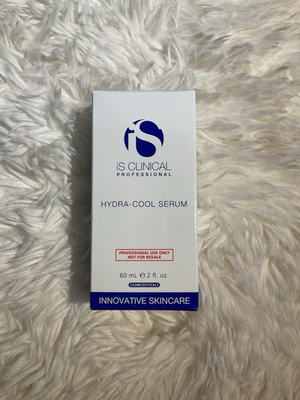 iS
iS CLINICAL
PROFESSIONAL
HYDRA-COOL SERUM
PROFESSIONAL USE ONLY
NOT FOR RESALE
60 mL ℮ 2 fl. oz.
COSMECEUTICALS
INNOVATIVE SKINCARE